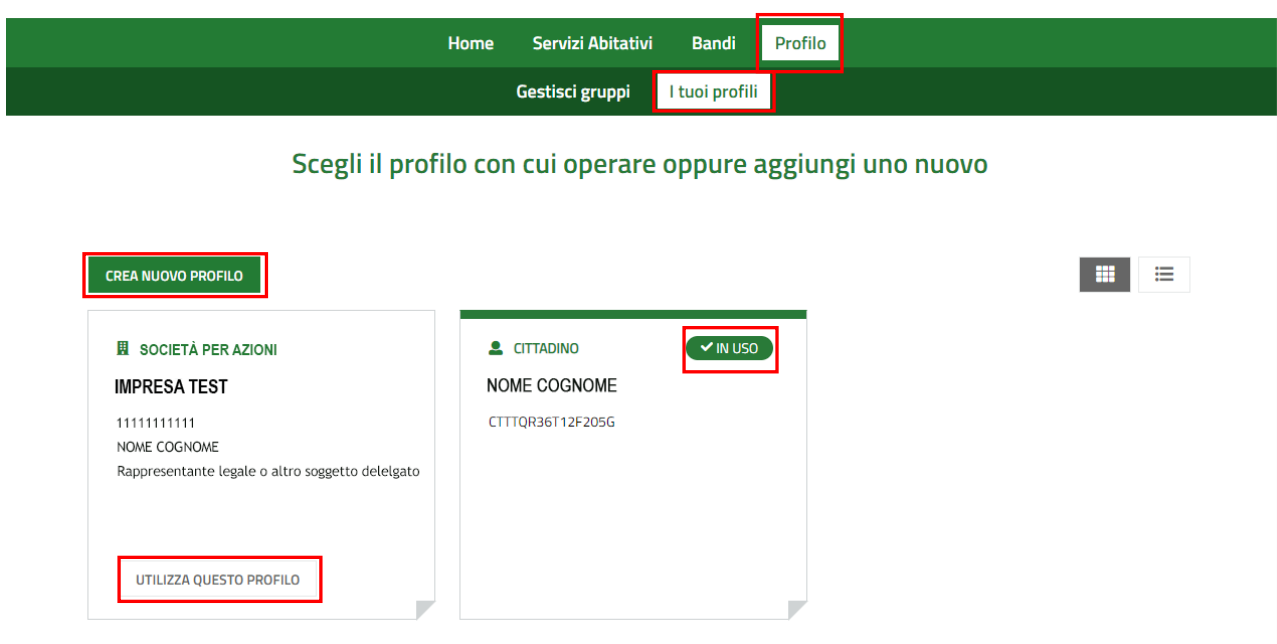 Home Servizi Abitativi Bandi Profilo
Gestisci gruppi I tuoi profili
Scegli il profilo con cui operare oppure aggiungi uno nuovo
CREA NUOVO PROFILO
SOCIETÀ PER AZIONI
IMPRESA TEST
11111111111
NOME COGNOME
Rappresentante legale o altro soggetto delelgato
UTILIZZA QUESTO PROFILO
CITTADINO
IN USO
NOME COGNOME
CTTTQR36T12F205G